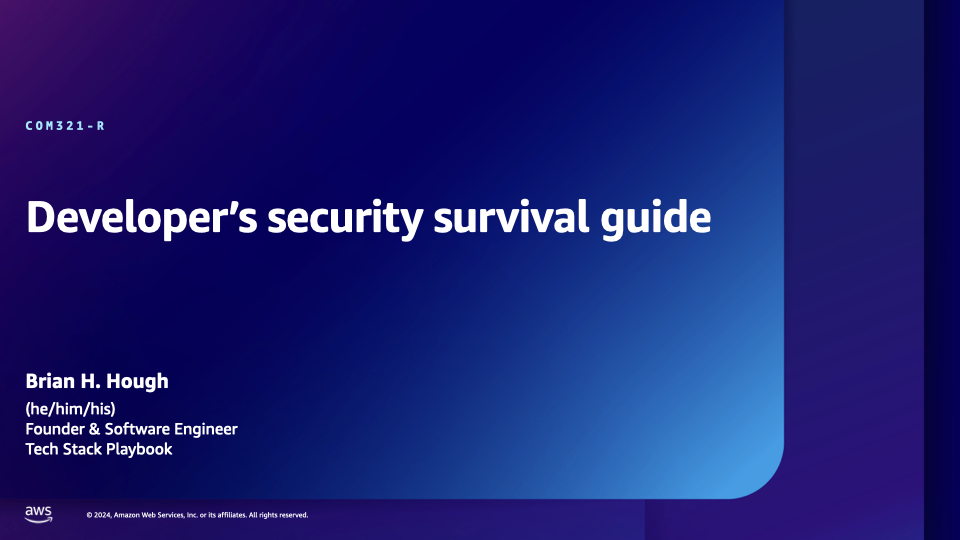 COM321-R
Developer’s security survival guide
Brian H. Hough
(he/him/his)
Founder & Software Engineer
Tech Stack Playbook
aws
© 2024, Amazon Web Services, Inc. or its affiliates. All rights reserved.